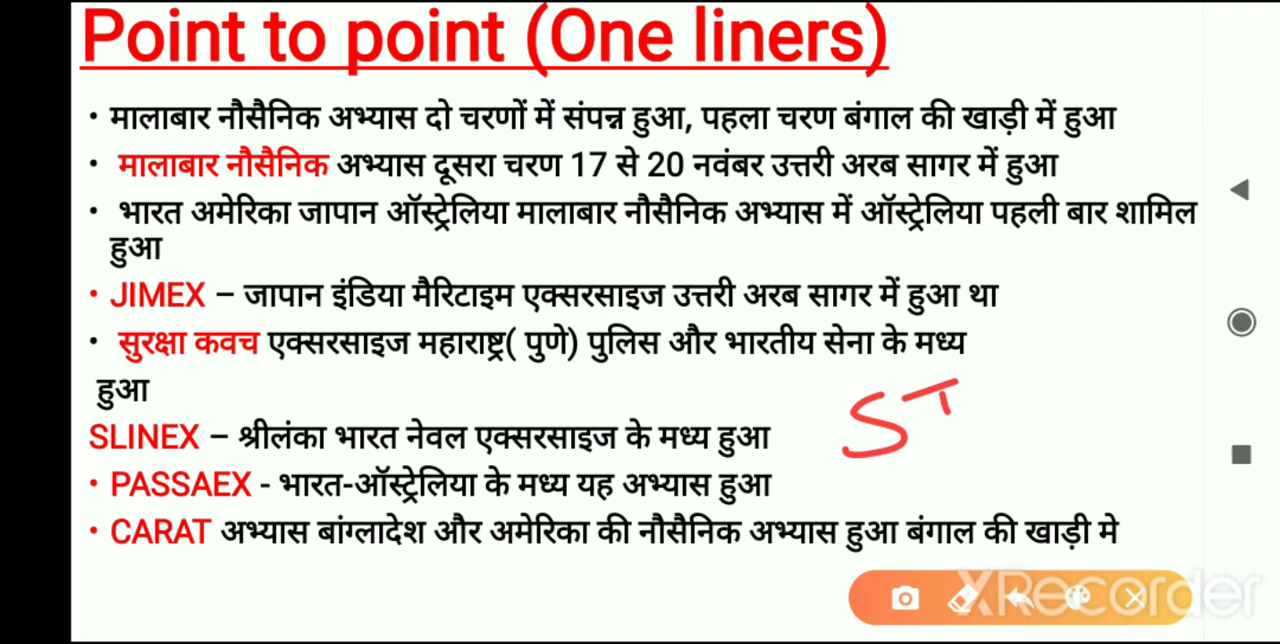 Point to point (One liners)
• मालाबार नौसैनिक अभ्यास दो चरणों में संपन्न हुआ, पहला चरण बंगाल की खाड़ी में हुआ
• मालाबार नौसैनिक अभ्यास दूसरा चरण 17 से 20 नवंबर उत्तरी अरब सागर में हुआ
• भारत अमेरिका जापान ऑस्ट्रेलिया मालाबार नौसैनिक अभ्यास में ऑस्ट्रेलिया पहली बार शामिल
हुआ
• JIMEX – जापान इंडिया मैरिटाइम एक्सरसाइज उत्तरी अरब सागर में हुआ था
• सुरक्षा कवच एक्सरसाइज महाराष्ट्र( पुणे) पुलिस और भारतीय सेना के मध्य
हुआ
SLINEX – श्रीलंका भारत नेवल एक्सरसाइज के मध्य हुआ
ST
• PASSAEX - भारत-ऑस्ट्रेलिया के मध्य यह अभ्यास हुआ
• CARAT अभ्यास बांग्लादेश और अमेरिका की नौसैनिक अभ्यास हुआ बंगाल की खाड़ी मे
XRecorder